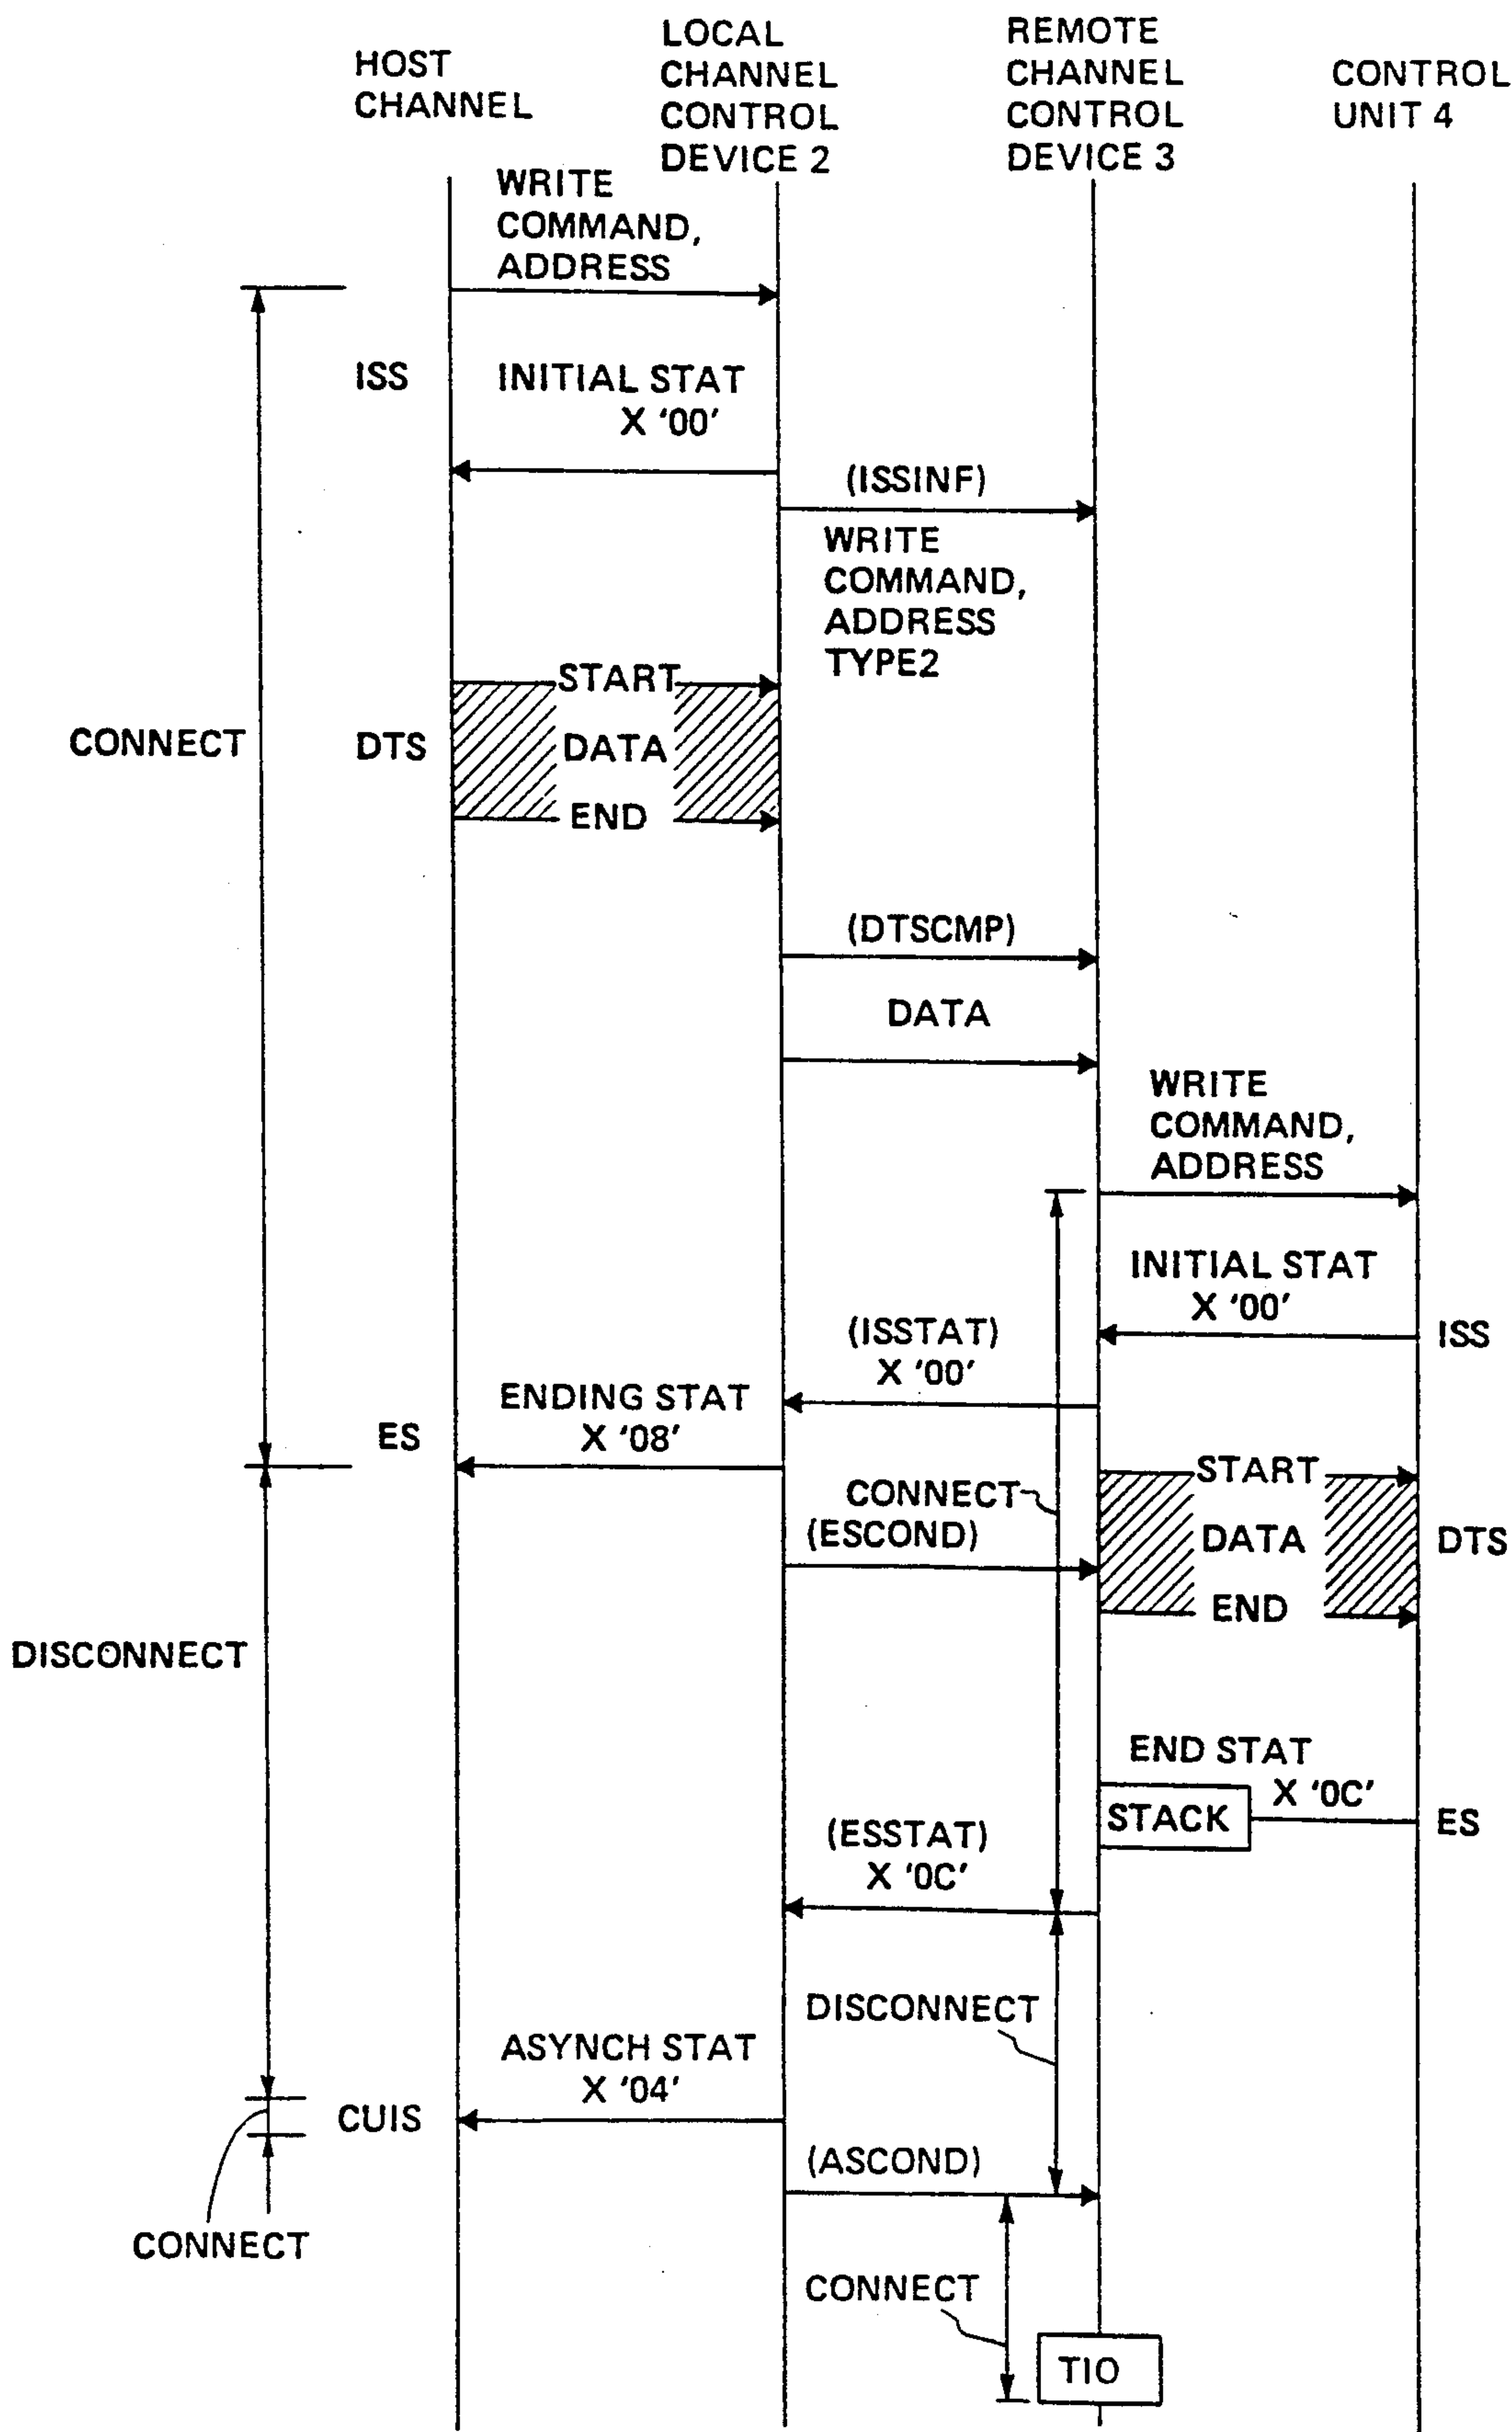 HOST
CHANNEL
LOCAL
CHANNEL
CONTROL
DEVICE 2
REMOTE
CHANNEL
CONTROL
DEVICE 3
CONTROL
UNIT 4
WRITE
COMMAND,
ADDRESS
ISS
INITIAL STAT
X '00'
(ISSINF)
WRITE
COMMAND,
ADDRESS
TYPE2
START
CONNECT
DTS
DATA
END
(DTSCMP)
DATA
WRITE
COMMAND,
ADDRESS
INITIAL STAT
X '00'
ISS
(ISSTAT)
X '00'
ENDING STAT
X '08'
ES
CONNECT
(ESCOND)
START
DATA
END
DTS
DISCONNECT
END STAT
X '0C'
STACK
ES
(ESSTAT)
X '0C'
DISCONNECT
ASYNCH STAT
X '04'
CUIS
(ASCOND)
CONNECT
CONNECT
TIO